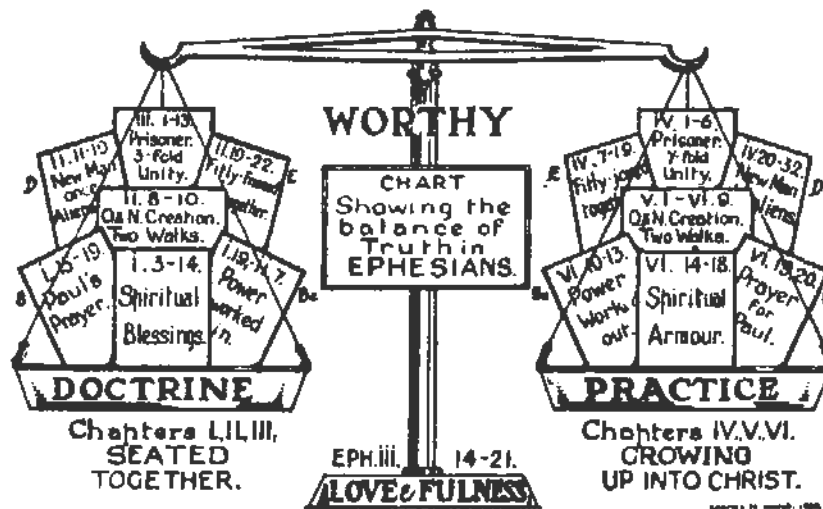 WORTHY
CHART
Showing the
balance of
Truth in
EPHESIANS.
III. 1-13.
Prisoner.
3-fold
Unity.
II. 11-19
New Man
once
Aliens
II. 19-22.
Fitly framed
together.
II. 8-10.
O&N. Creation.
Two Walks.
I. 15-19.
Paul's
Prayer.
I. 3-14.
Spiritual
Blessings.
I. 19.-II. 7.
Power
worked
in.
D
E
DOCTRINE
Chapters I, II, III,
SEATED
TOGETHER.
IV. 1-6
Prisoner.
7-fold
Unity.
IV. 7-19.
Fitly joined
together
IV. 20-32.
New Man
Aliens.
V. 1-VI. 9.
O&N. Creation.
Two Walks.
VI. 10-13.
Power
Work
out.
VI. 14-18.
Spiritual
Armour.
VI. 19,20.
Prayer
for
Paul.
E
D
PRACTICE
Chapters IV., V., VI.
GROWING
UP INTO CHRIST.
EPH. iii. 14-21.
LOVE & FULNESS